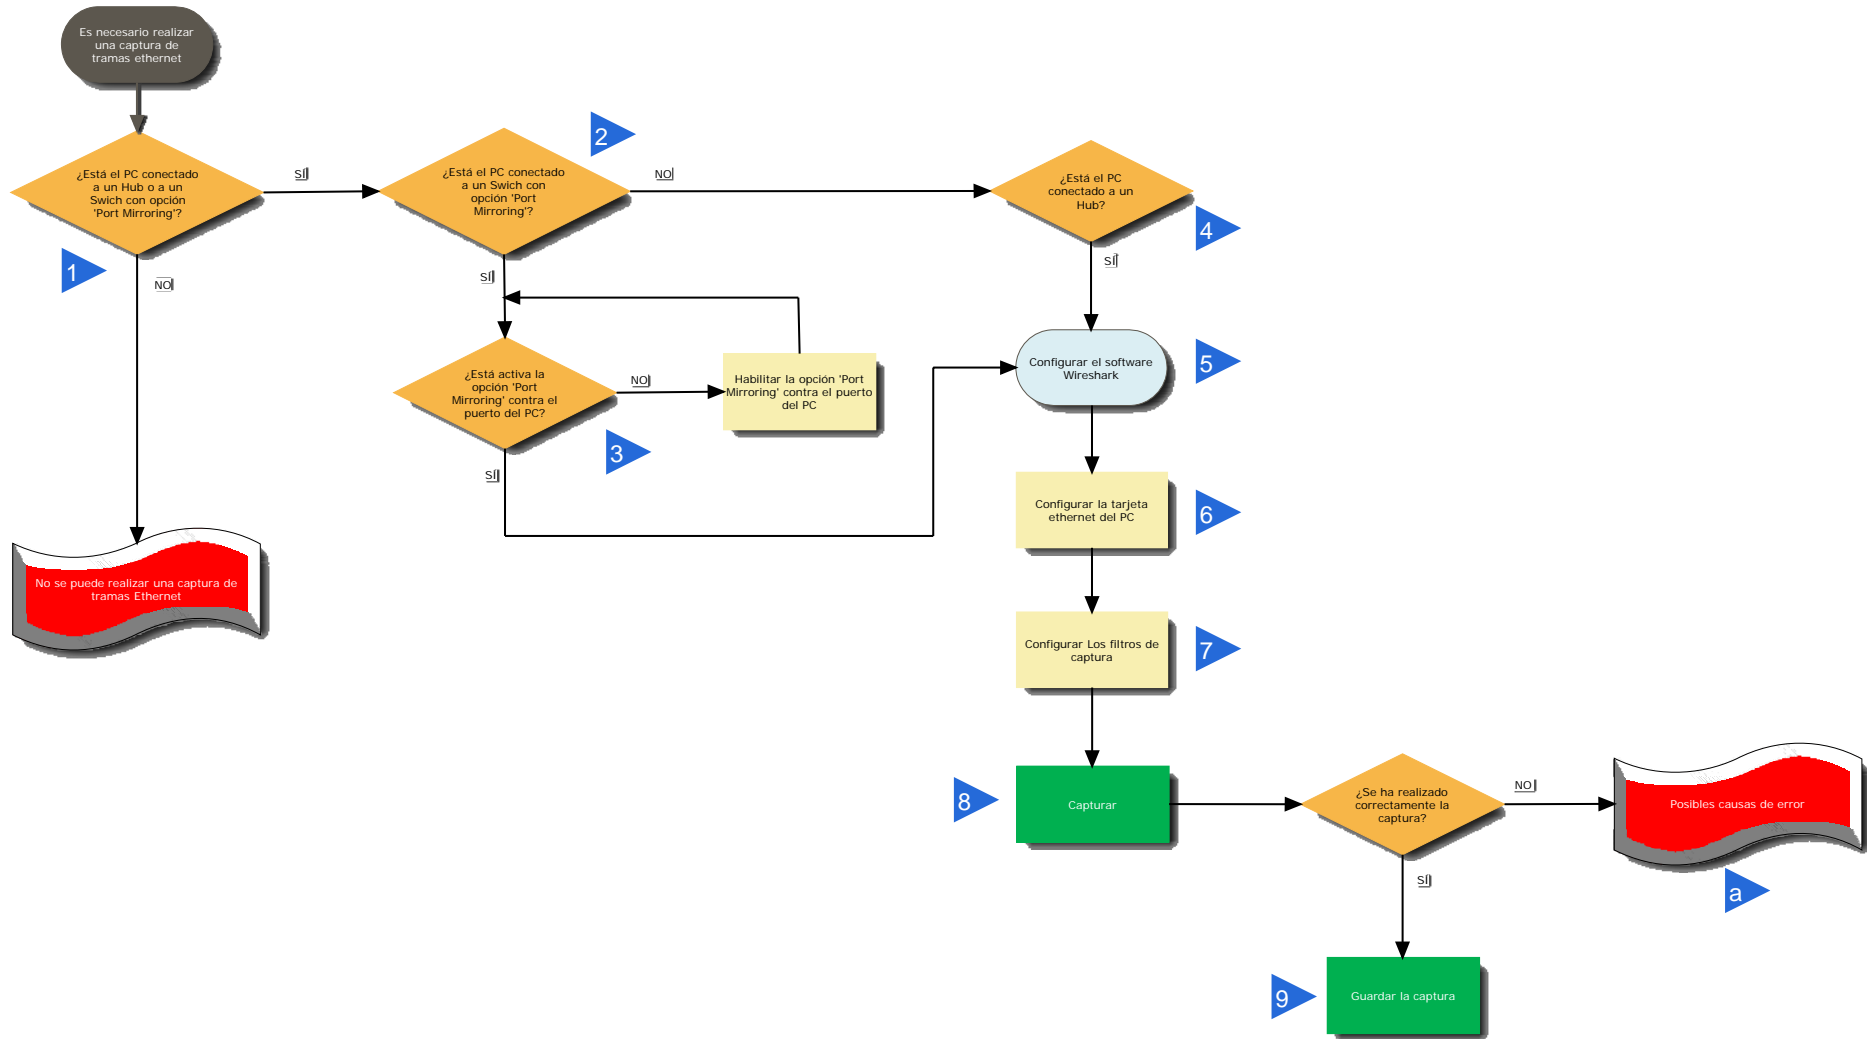 Es necesario realizar
una captura de
tramas ethernet
¿Está el PC conectado
a un Hub o a un
Swich con opción
'Port Mirroring'?
1
SÍ
NO
¿Está el PC conectado
a un Swich con
opción 'Port
Mirroring'?
2
NO
SÍ
¿Está el PC
conectado a un
Hub?
4
SÍ
¿Está activa la
opción 'Port
Mirroring' contra el
puerto del PC?
3
NO
SÍ
Habilitar la opción 'Port
Mirroring' contra el puerto
del PC
Configurar el software
Wireshark
5
Configurar la tarjeta
ethernet del PC
6
No se puede realizar una captura de
tramas Ethernet
Configurar Los filtros de
captura
7
8
Capturar
¿Se ha realizado
correctamente la
captura?
NO
SÍ
Posibles causas de error
a
9
Guardar la captura